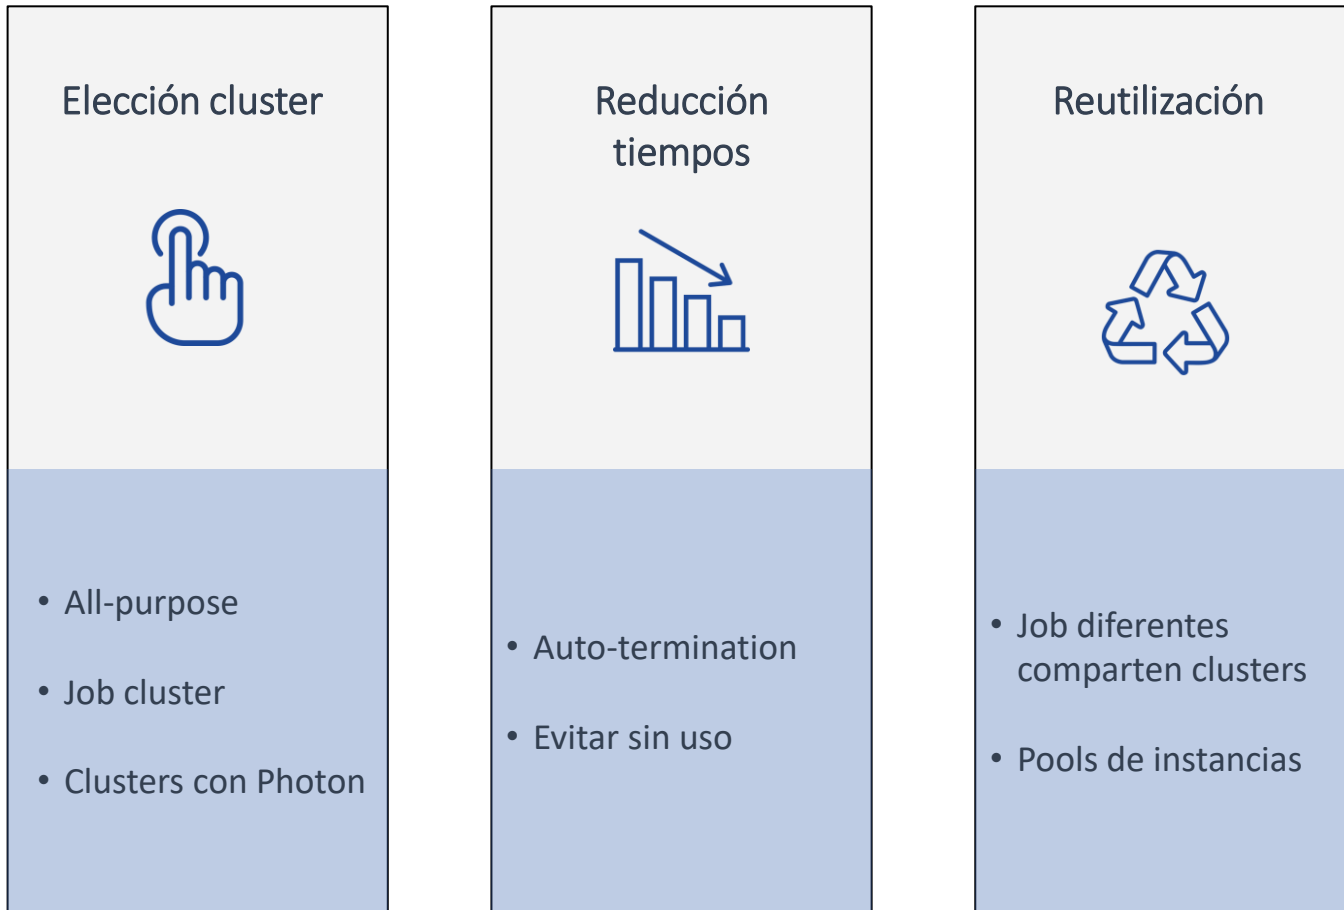 Elección cluster
• All-purpose
• Job cluster
• Clusters con Photon
Reducción
tiempos
• Auto-termination
• Evitar sin uso
Reutilización
• Job diferentes
comparten clusters
• Pools de instancias